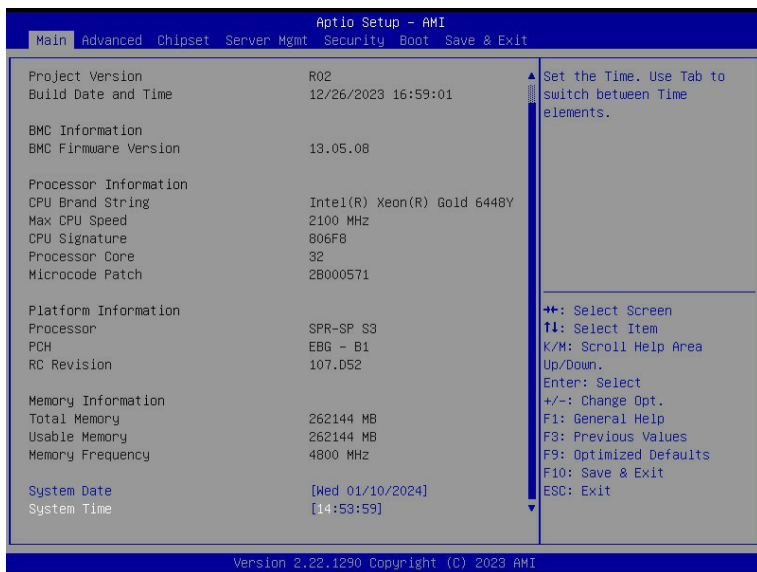 Aptio Setup - AMI
Main Advanced Chipset Server Mgmt Security Boot Save & Exit
Project Version R02
Build Date and Time 12/26/2023 16:59:01
BMC Information
BMC Firmware Version 13.05.08
Processor Information
CPU Brand String Intel(R) Xeon(R) Gold 6448Y
Max CPU Speed 2100 MHz
CPU Signature 806F8
Processor Core 32
Microcode Patch 2B000571
Platform Information
Processor SPR-SP S3
PCH EBG - B1
RC Revision 107.D52
Memory Information
Total Memory 262144 MB
Usable Memory 262144 MB
Memory Frequency 4800 MHz
System Date [Wed 01/10/2024]
System Time [14:53:59]
Set the Time. Use Tab to
switch between Time
elements.
→←: Select Screen
↑↓: Select Item
K/M: Scroll Help Area
Up/Down.
Enter: Select
+/-: Change Opt.
F1: General Help
F3: Previous Values
F9: Optimized Defaults
F10: Save & Exit
ESC: Exit
Version 2.22.1290 Copyright (C) 2023 AMI